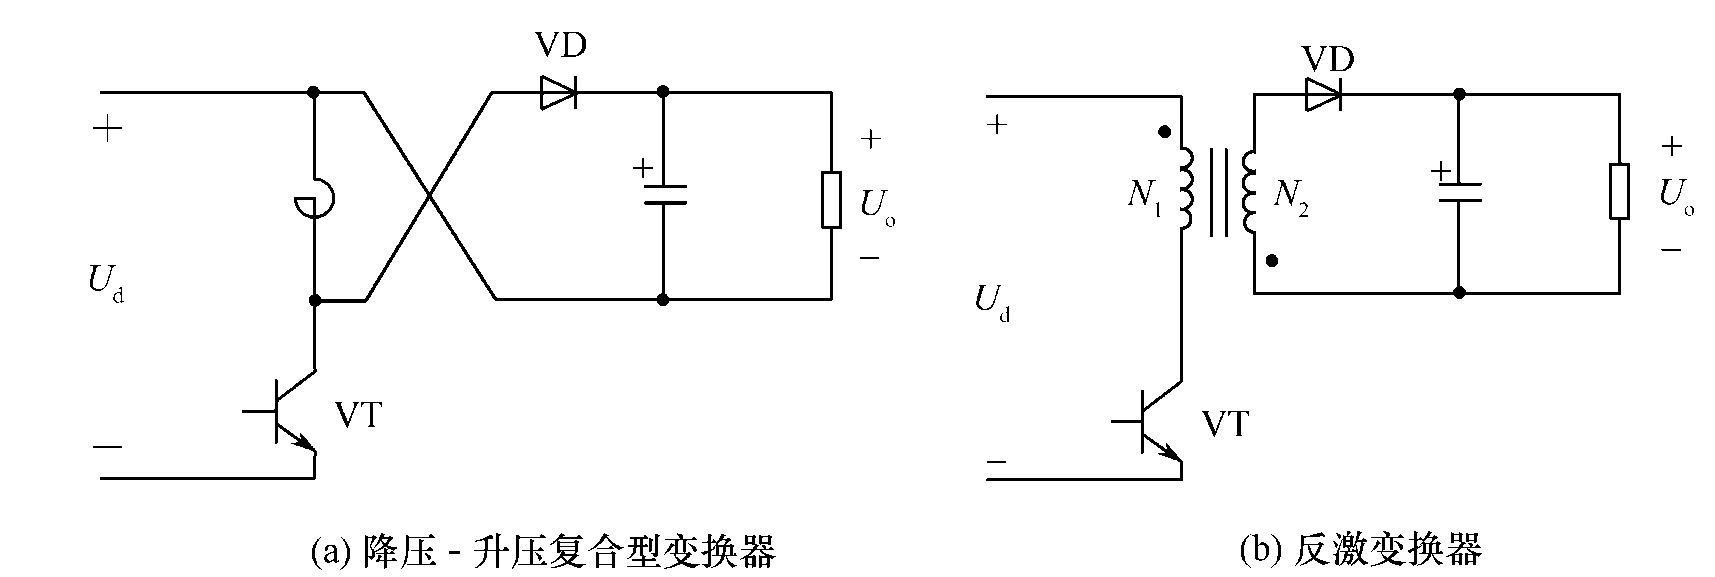 VD
+
+
+
U_o
−
U_d
VT
−
(a) 降压 - 升压复合型变换器
VD
+
N_1
N_2
+
+
U_o
−
U_d
VT
−
(b) 反激变换器